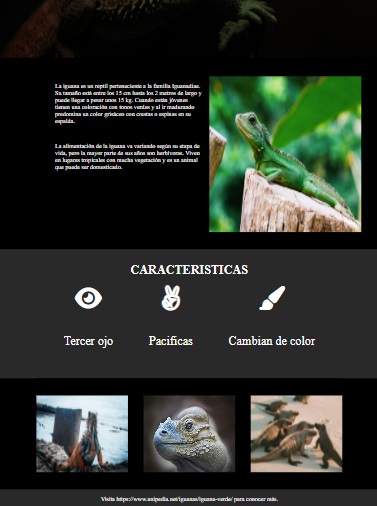 La iguana es un reptil perteneciente a la familia Iguanadiae.
Su tamaño está entre los 15 cm hasta los 2 metros de largo y
puede llegar a pesar unos 15 kg. Cuando están jóvenes
tienen una coloración con tonos verdes y al ir madurando
predomina un color grisáceo con crestas o espinas en su
espalda.
La alimentación de la iguana va variando según su etapa de
vida, pero la mayor parte de sus años son herbívoras. Viven
en lugares tropicales con mucha vegetación y es un animal
que puede ser domesticado.
CARACTERISTICAS
Tercer ojo Pacificas Cambian de color
Visita https://www.anipedia.net/iguanas/iguana-verde/ para conocer más.